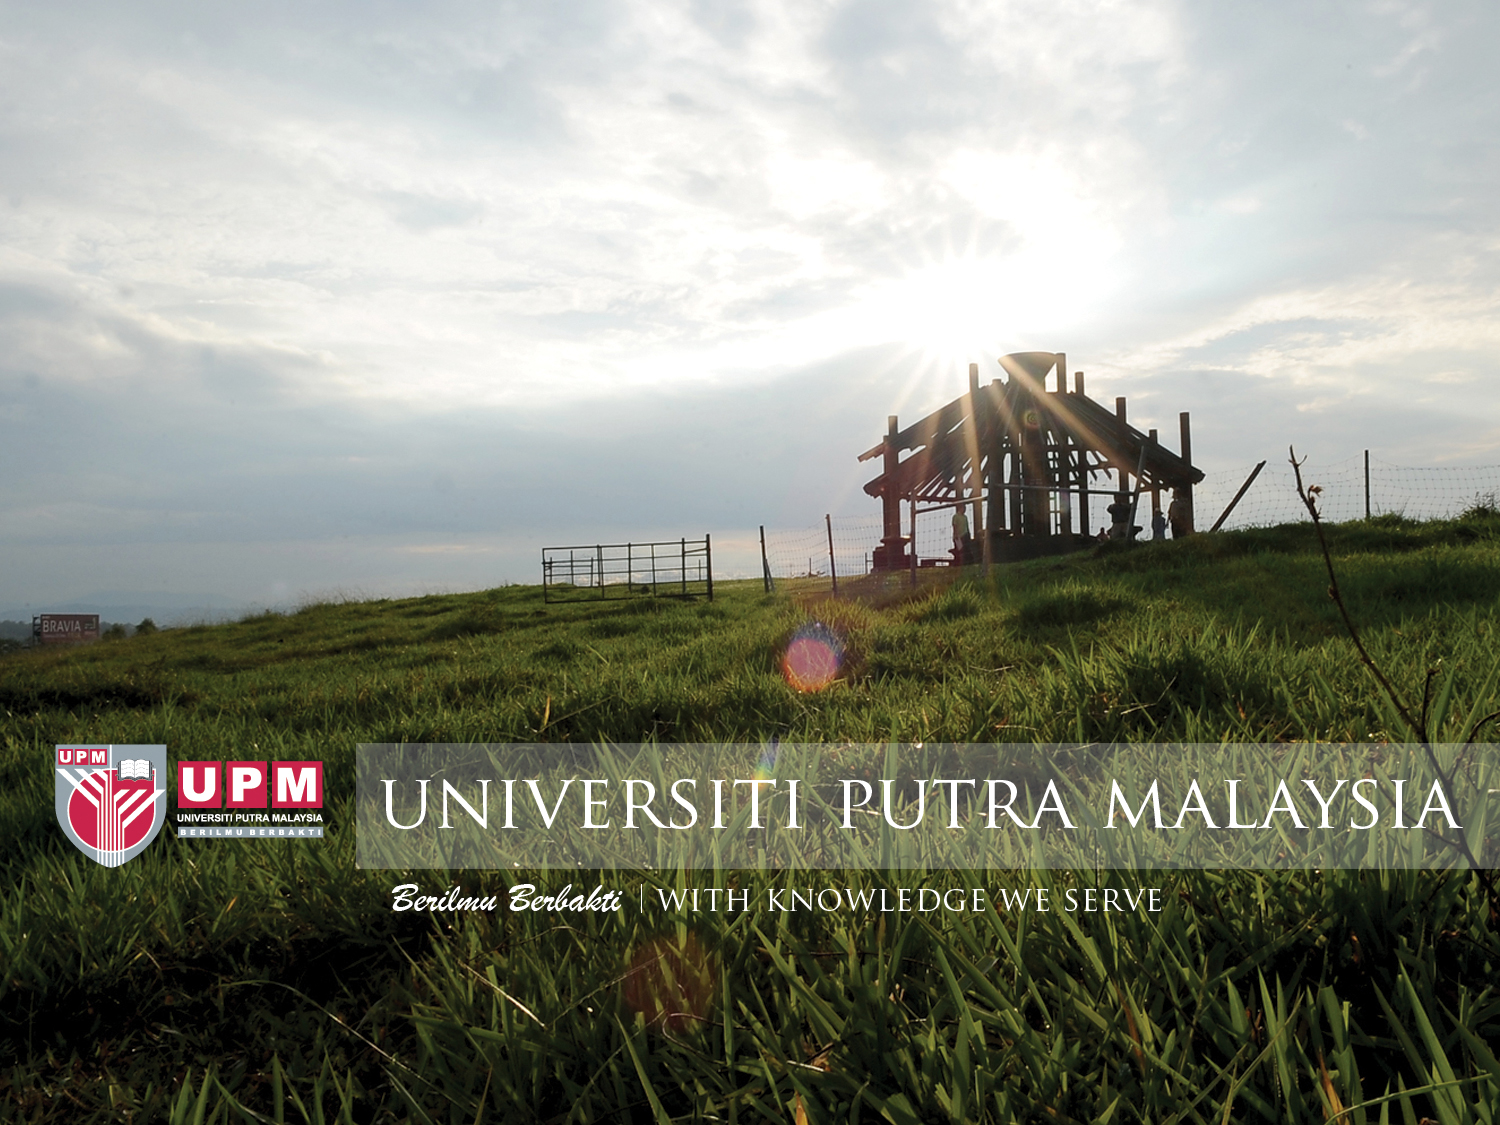 BRAVIA
UPM
UPM
UNIVERSITI PUTRA MALAYSIA
BERILMU BERBAKTI
UNIVERSITI PUTRA MALAYSIA
Berilmu Berbakti | WITH KNOWLEDGE WE SERVE